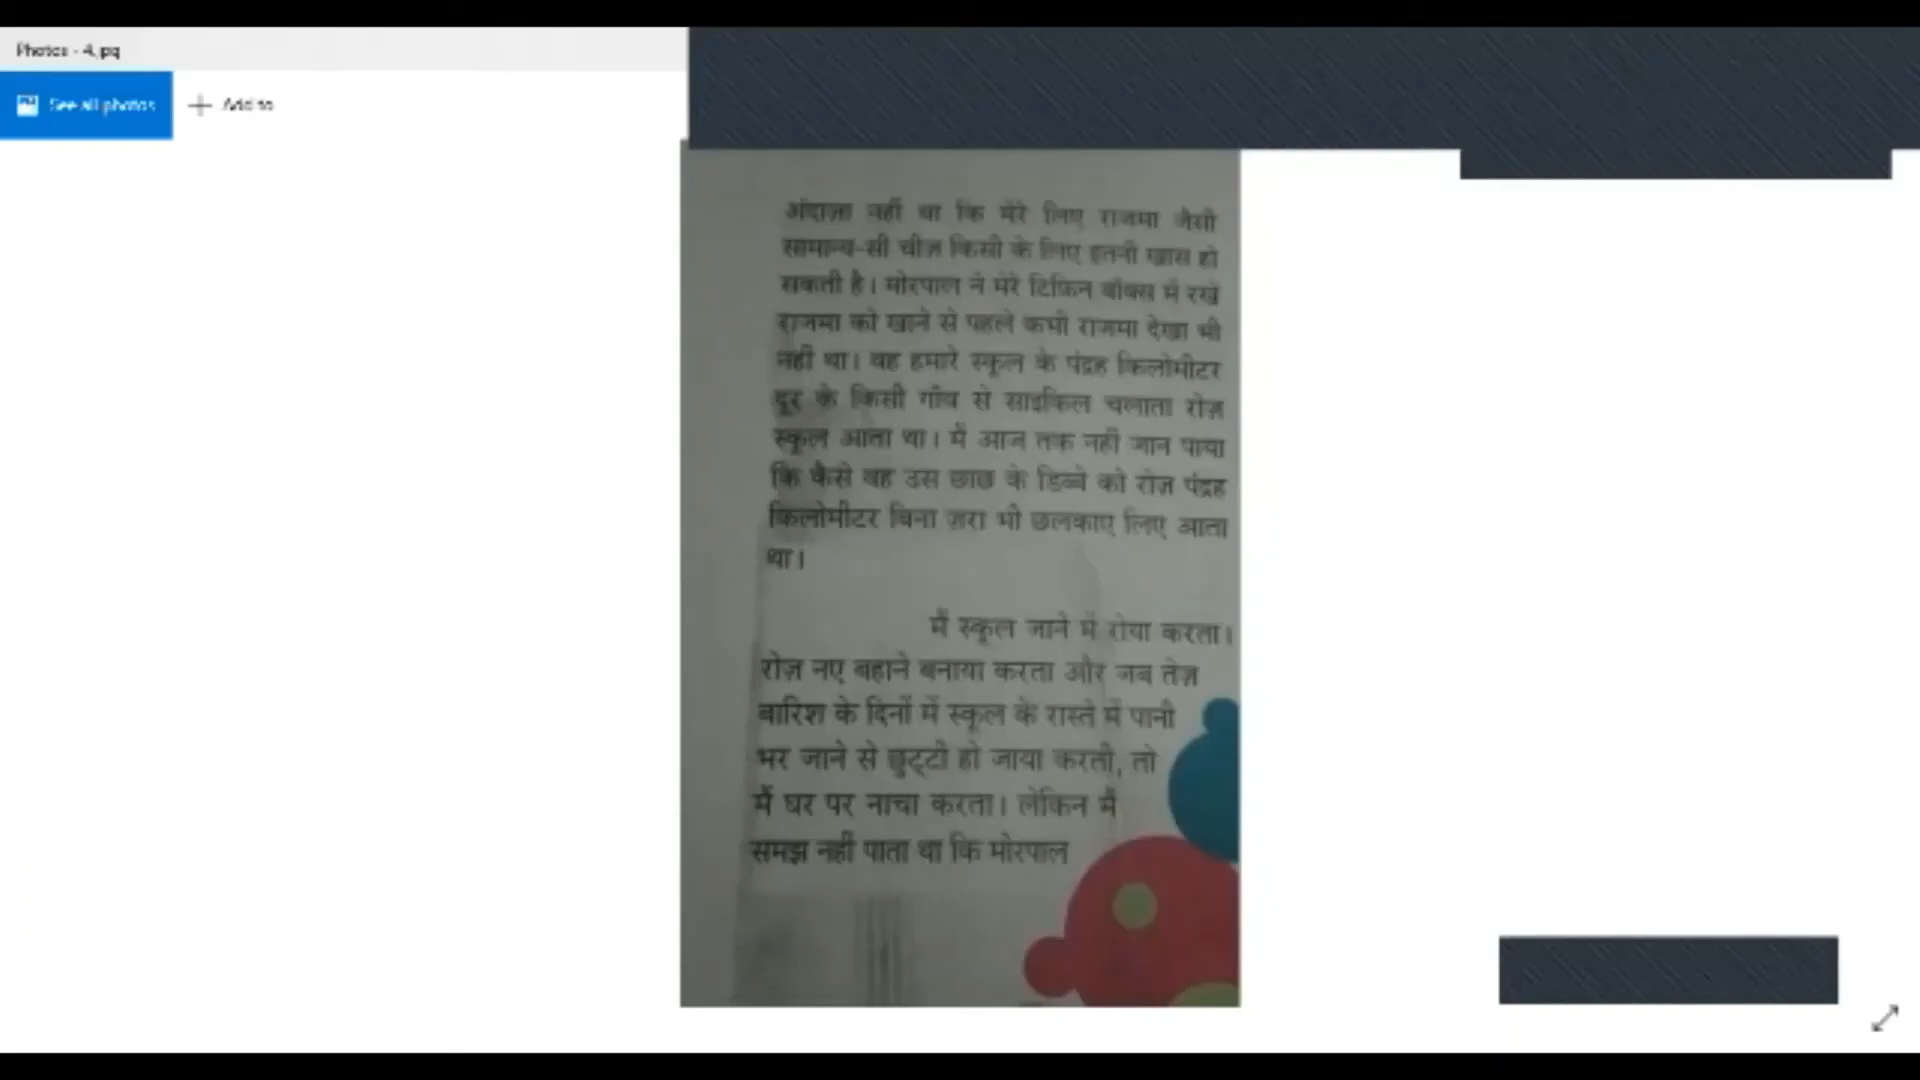 Photos - 4.jpg
See all photos
Add to
अंदाज़ा नहीं था कि मेरे लिए राजमा जैसी
सामान्य-सी चीज़ किसी के लिए इतनी खास हो
सकती है। मोरपाल ने मेरे टिफ़िन बॉक्स में रखे
राजमा को खाने से पहले कभी राजमा देखा भी
नहीं था। वह हमारे स्कूल के पंद्रह किलोमीटर
दूर के किसी गाँव से साइकिल चलाता रोज़
स्कूल आता था। मैं आज तक नहीं जान पाया
कि कैसे वह उस छाछ के डिब्बे को रोज़ पंद्रह
किलोमीटर बिना ज़रा भी छलकाए लिए आता
था।
मैं स्कूल जाने में रोया करता।
रोज़ नए बहाने बनाया करता और जब तेज़
बारिश के दिनों में स्कूल के रास्ते में पानी
भर जाने से छुट्टी हो जाया करती, तो
मैं घर पर नाचा करता। लेकिन मैं
समझ नहीं पाता था कि मोरपाल